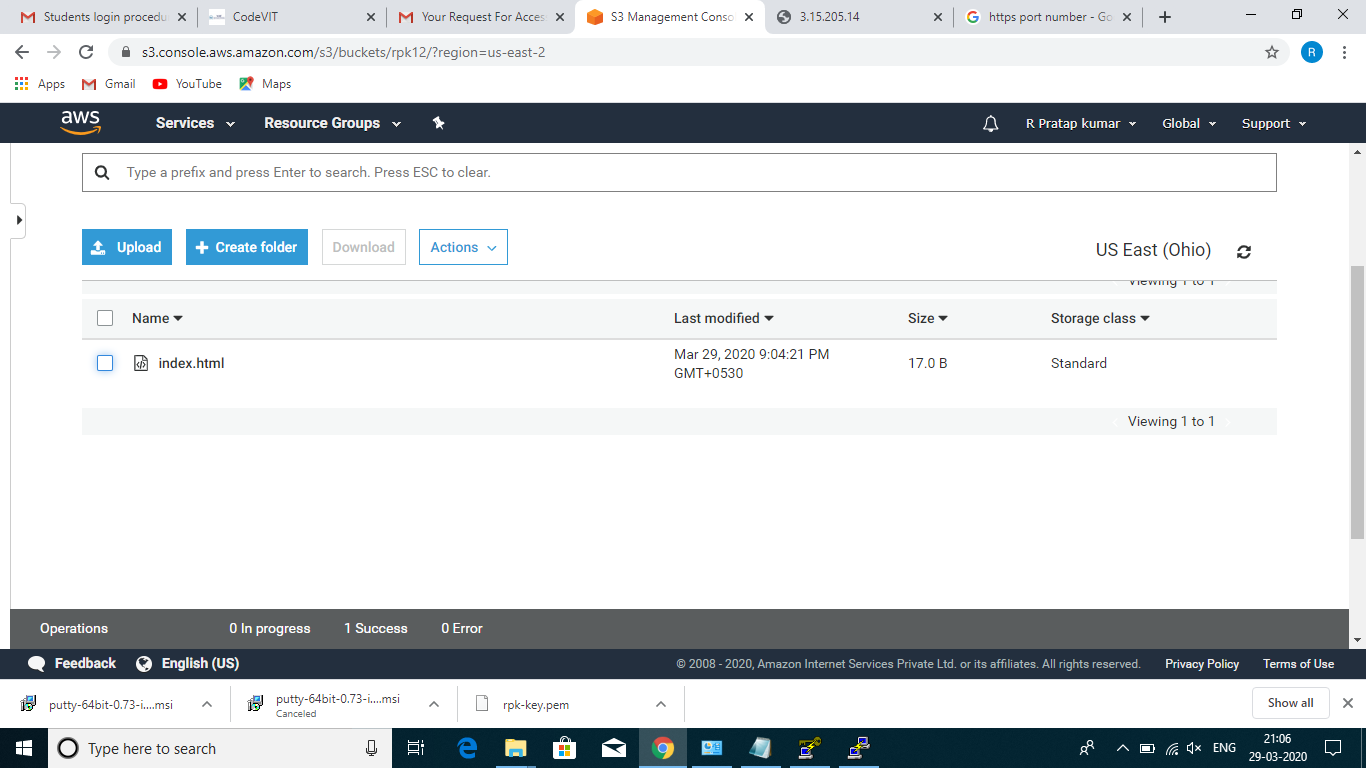 Students login procedu
CodeVIT
Your Request For Acces
S3 Management Conso
3.15.205.14
https port number - Go
s3.console.aws.amazon.com/s3/buckets/rpk12/?region=us-east-2
R
Apps
Gmail
YouTube
Maps
aws
Services
Resource Groups
R Pratap kumar
Global
Support
Type a prefix and press Enter to search. Press ESC to clear.
Upload
Create folder
Download
Actions
US East (Ohio)
Viewing 1 to 1
Name
Last modified
Size
Storage class
index.html
Mar 29, 2020 9:04:21 PM
GMT+0530
17.0 B
Standard
Viewing 1 to 1
Operations
0 In progress
1 Success
0 Error
Feedback
English (US)
© 2008 - 2020, Amazon Internet Services Private Ltd. or its affiliates. All rights reserved.
Privacy Policy
Terms of Use
putty-64bit-0.73-i....msi
putty-64bit-0.73-i....msi
Canceled
rpk-key.pem
Show all
Type here to search
ENG
21:06
29-03-2020